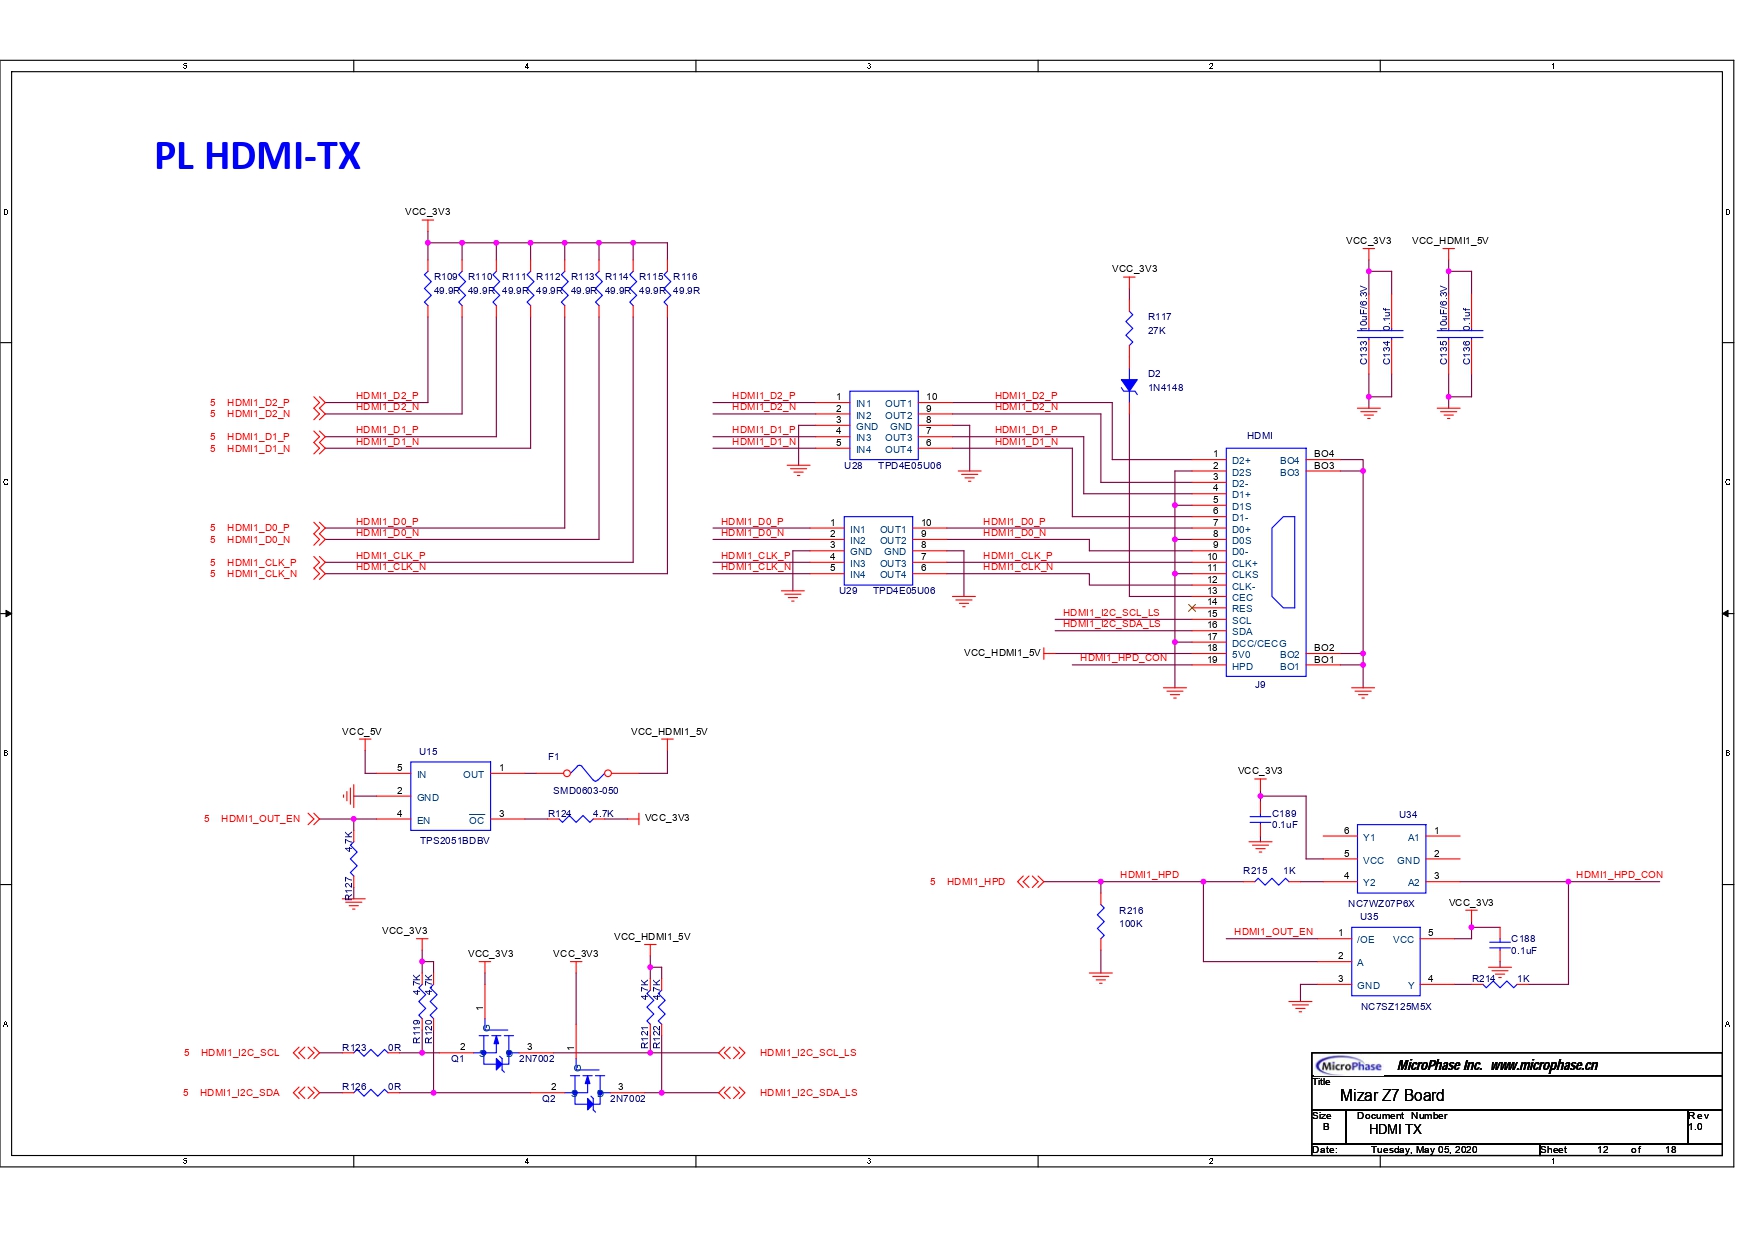 5 4 3 2 1
PL HDMI-TX
D D
VCC_3V3
R109 R110 R111 R112 R113 R114 R115 R116
49.9R 49.9R 49.9R 49.9R 49.9R 49.9R 49.9R 49.9R
5 HDMI1_D2_P HDMI1_D2_P
5 HDMI1_D2_N HDMI1_D2_N
5 HDMI1_D1_P HDMI1_D1_P
5 HDMI1_D1_N HDMI1_D1_N
5 HDMI1_D0_P HDMI1_D0_P
5 HDMI1_D0_N HDMI1_D0_N
5 HDMI1_CLK_P HDMI1_CLK_P
5 HDMI1_CLK_N HDMI1_CLK_N
HDMI1_D2_P 1 IN1 OUT1 10 HDMI1_D2_P
HDMI1_D2_N 2 IN2 OUT2 9 HDMI1_D2_N
3 GND GND 8
HDMI1_D1_P 4 IN3 OUT3 7 HDMI1_D1_P
HDMI1_D1_N 5 IN4 OUT4 6 HDMI1_D1_N
U28 TPD4E05U06
HDMI1_D0_P 1 IN1 OUT1 10 HDMI1_D0_P
HDMI1_D0_N 2 IN2 OUT2 9 HDMI1_D0_N
3 GND GND 8
HDMI1_CLK_P 4 IN3 OUT3 7 HDMI1_CLK_P
HDMI1_CLK_N 5 IN4 OUT4 6 HDMI1_CLK_N
U29 TPD4E05U06
VCC_3V3
R117
27K
D2
1N4148
VCC_3V3 VCC_HDMI1_5V
10uF/6.3V 0.1uf 10uF/6.3V 0.1uf
C133 C134 C135 C136
C C
HDMI
1 D2+ BO4 BO4
2 D2S BO3 BO3
3 D2-
4 D1+
5 D1S
6 D1-
7 D0+
8 D0S
9 D0-
10 CLK+
11 CLKS
12 CLK-
13 CEC
14 RES
HDMI1_I2C_SCL_LS 15 SCL
HDMI1_I2C_SDA_LS 16 SDA
17 DCC/CECG
VCC_HDMI1_5V 18 5V0 BO2 BO2
HDMI1_HPD_CON 19 HPD BO1 BO1
J9
B B
VCC_5V VCC_HDMI1_5V
U15 F1
5 IN OUT 1
SMD0603-050
2 GND
5 HDMI1_OUT_EN 4 EN OC 3 R124 4.7K VCC_3V3
TPS2051BDBV
4.7K
R127
VCC_3V3
C189
0.1uF
U34
6 Y1 A1 1
5 VCC GND 2
4 Y2 A2 3
NC7WZ07P6X
5 HDMI1_HPD HDMI1_HPD R215 1K HDMI1_HPD_CON
R216
100K
U35 VCC_3V3
HDMI1_OUT_EN 1 /OE VCC 5
2 A
3 GND Y 4
C188
0.1uF
R214 1K
NC7SZ125M5X
A A
VCC_3V3 VCC_3V3 VCC_3V3 VCC_HDMI1_5V
4.7K 4.7K 4.7K 4.7K
R119 R120 R121 R122
5 HDMI1_I2C_SCL R123 0R 2 Q1 G 1 3 2N7002 HDMI1_I2C_SCL_LS
5 HDMI1_I2C_SDA R126 0R 2 Q2 G 1 3 2N7002 HDMI1_I2C_SDA_LS
MicroPhase MicroPhase Inc. www.microphase.cn
Title
Mizar Z7 Board
Size Document Number Rev
B HDMI TX 1.0
Date: Tuesday, May 05, 2020 Sheet 12 of 18
5 4 3 2 1